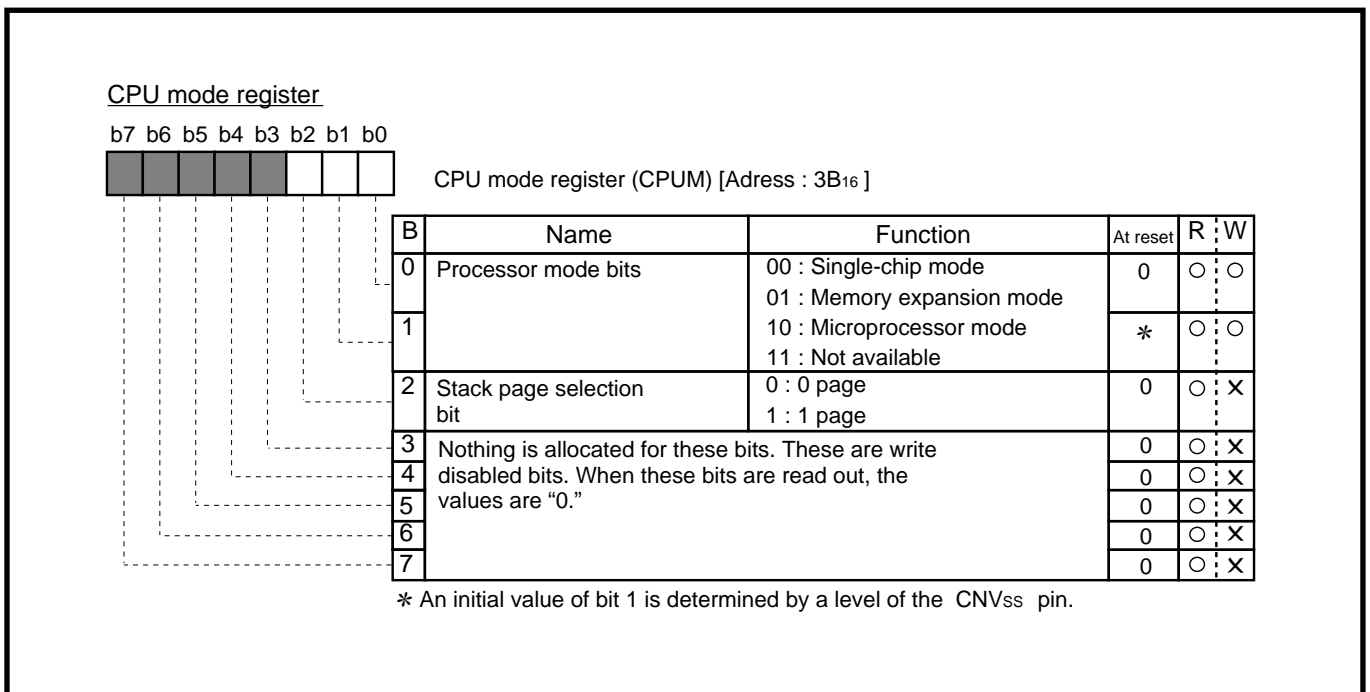 CPU mode register
b7 b6 b5 b4 b3 b2 b1 b0
CPU mode register (CPUM) [Adress : 3B16 ]
B Name Function At reset R W
0 Processor mode bits 00 : Single-chip mode 0 ○ ○
01 : Memory expansion mode
1 10 : Microprocessor mode * ○ ○
11 : Not available
2 Stack page selection 0 : 0 page 0 ○ ×
bit 1 : 1 page
3 Nothing is allocated for these bits. These are write 0 ○ ×
4 disabled bits. When these bits are read out, the 0 ○ ×
5 values are “0.” 0 ○ ×
6 0 ○ ×
7 0 ○ ×
* An initial value of bit 1 is determined by a level of the CNVSS pin.